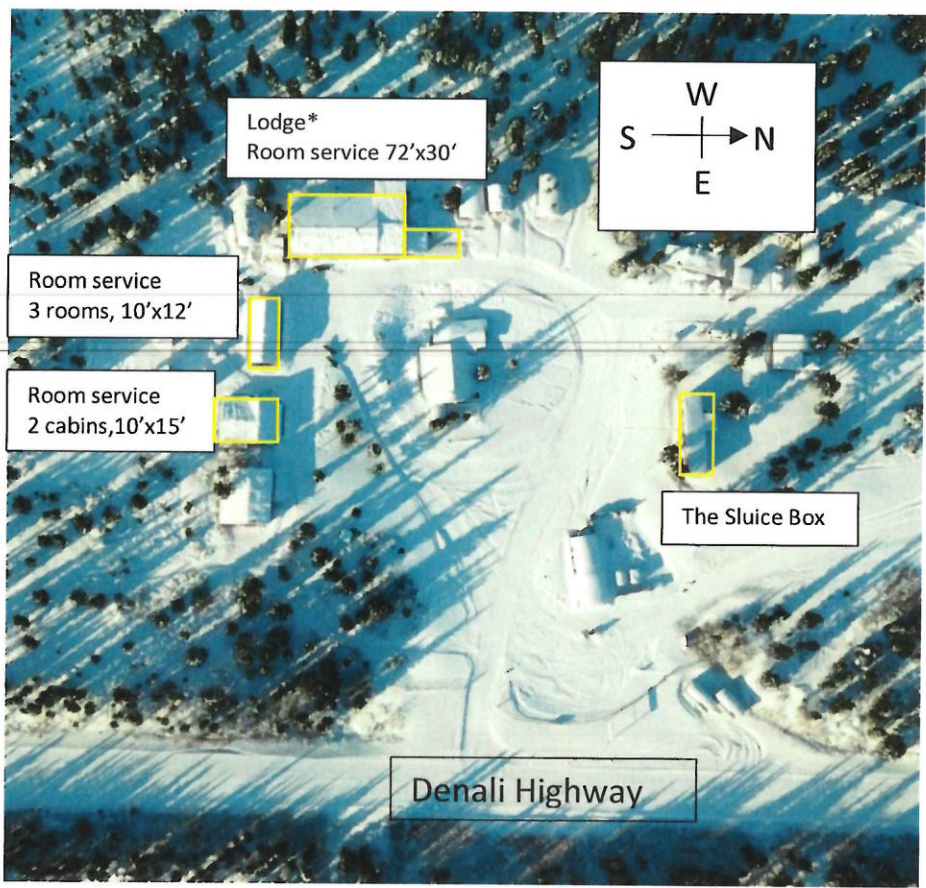 Lodge*
Room service 72'x30'
W
S N
E
Room service
3 rooms, 10'x12'
Room service
2 cabins,10'x15'
The Sluice Box
Denali Highway